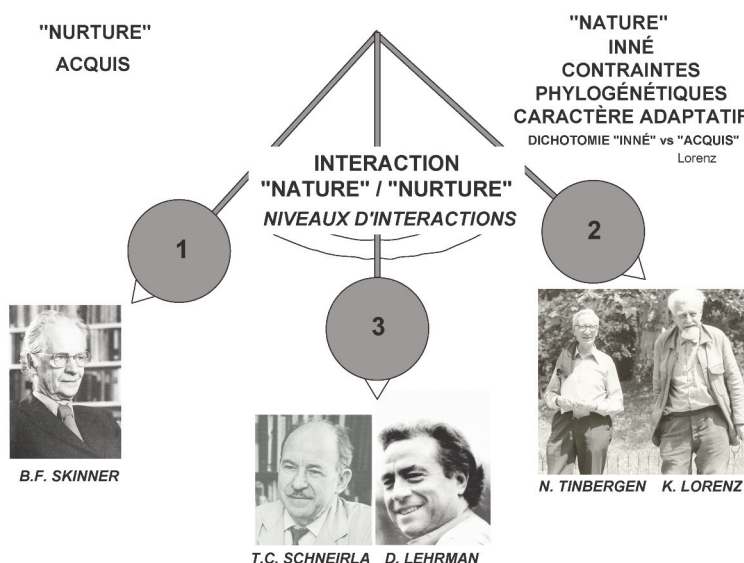 "NURTURE"
ACQUIS
"NATURE"
INNÉ
CONTRAINTES
PHYLOGÉNÉTIQUES
CARACTÈRE ADAPTATIF
DICHOTOMIE "INNÉ" vs "ACQUIS"
Lorenz
INTERACTION
"NATURE" / "NURTURE"
NIVEAUX D'INTERACTIONS
1
2
3
B.F. SKINNER
N. TINBERGEN K. LORENZ
T.C. SCHNEIRLA D. LEHRMAN